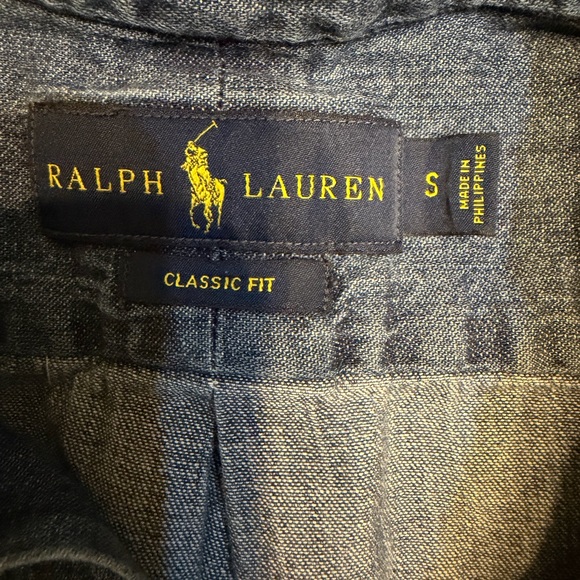 RALPH LAUREN
S
MADE IN
PHILIPPINES
CLASSIC FIT